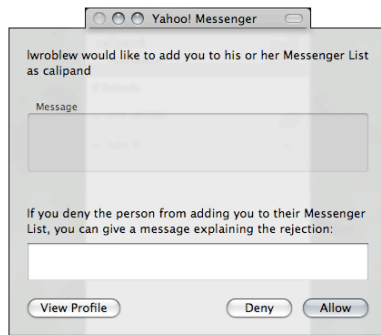 Yahoo! Messenger
lwroblew would like to add you to his or her Messenger List
as calipand
Message
If you deny the person from adding you to their Messenger
List, you can give a message explaining the rejection:
View Profile
Deny
Allow